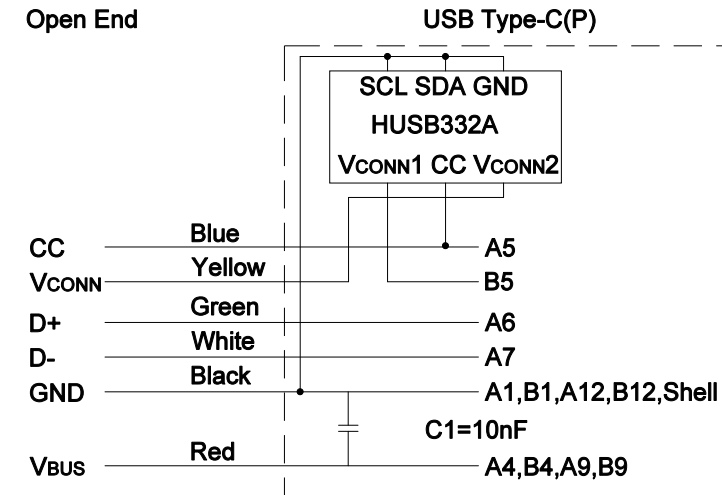 Open End USB Type-C(P)
SCL SDA GND
HUSB332A
VCONN1 CC VCONN2
CC Blue A5
VCONN Yellow B5
D+ Green A6
D- White A7
GND Black A1,B1,A12,B12,Shell
C1=10nF
VBUS Red A4,B4,A9,B9